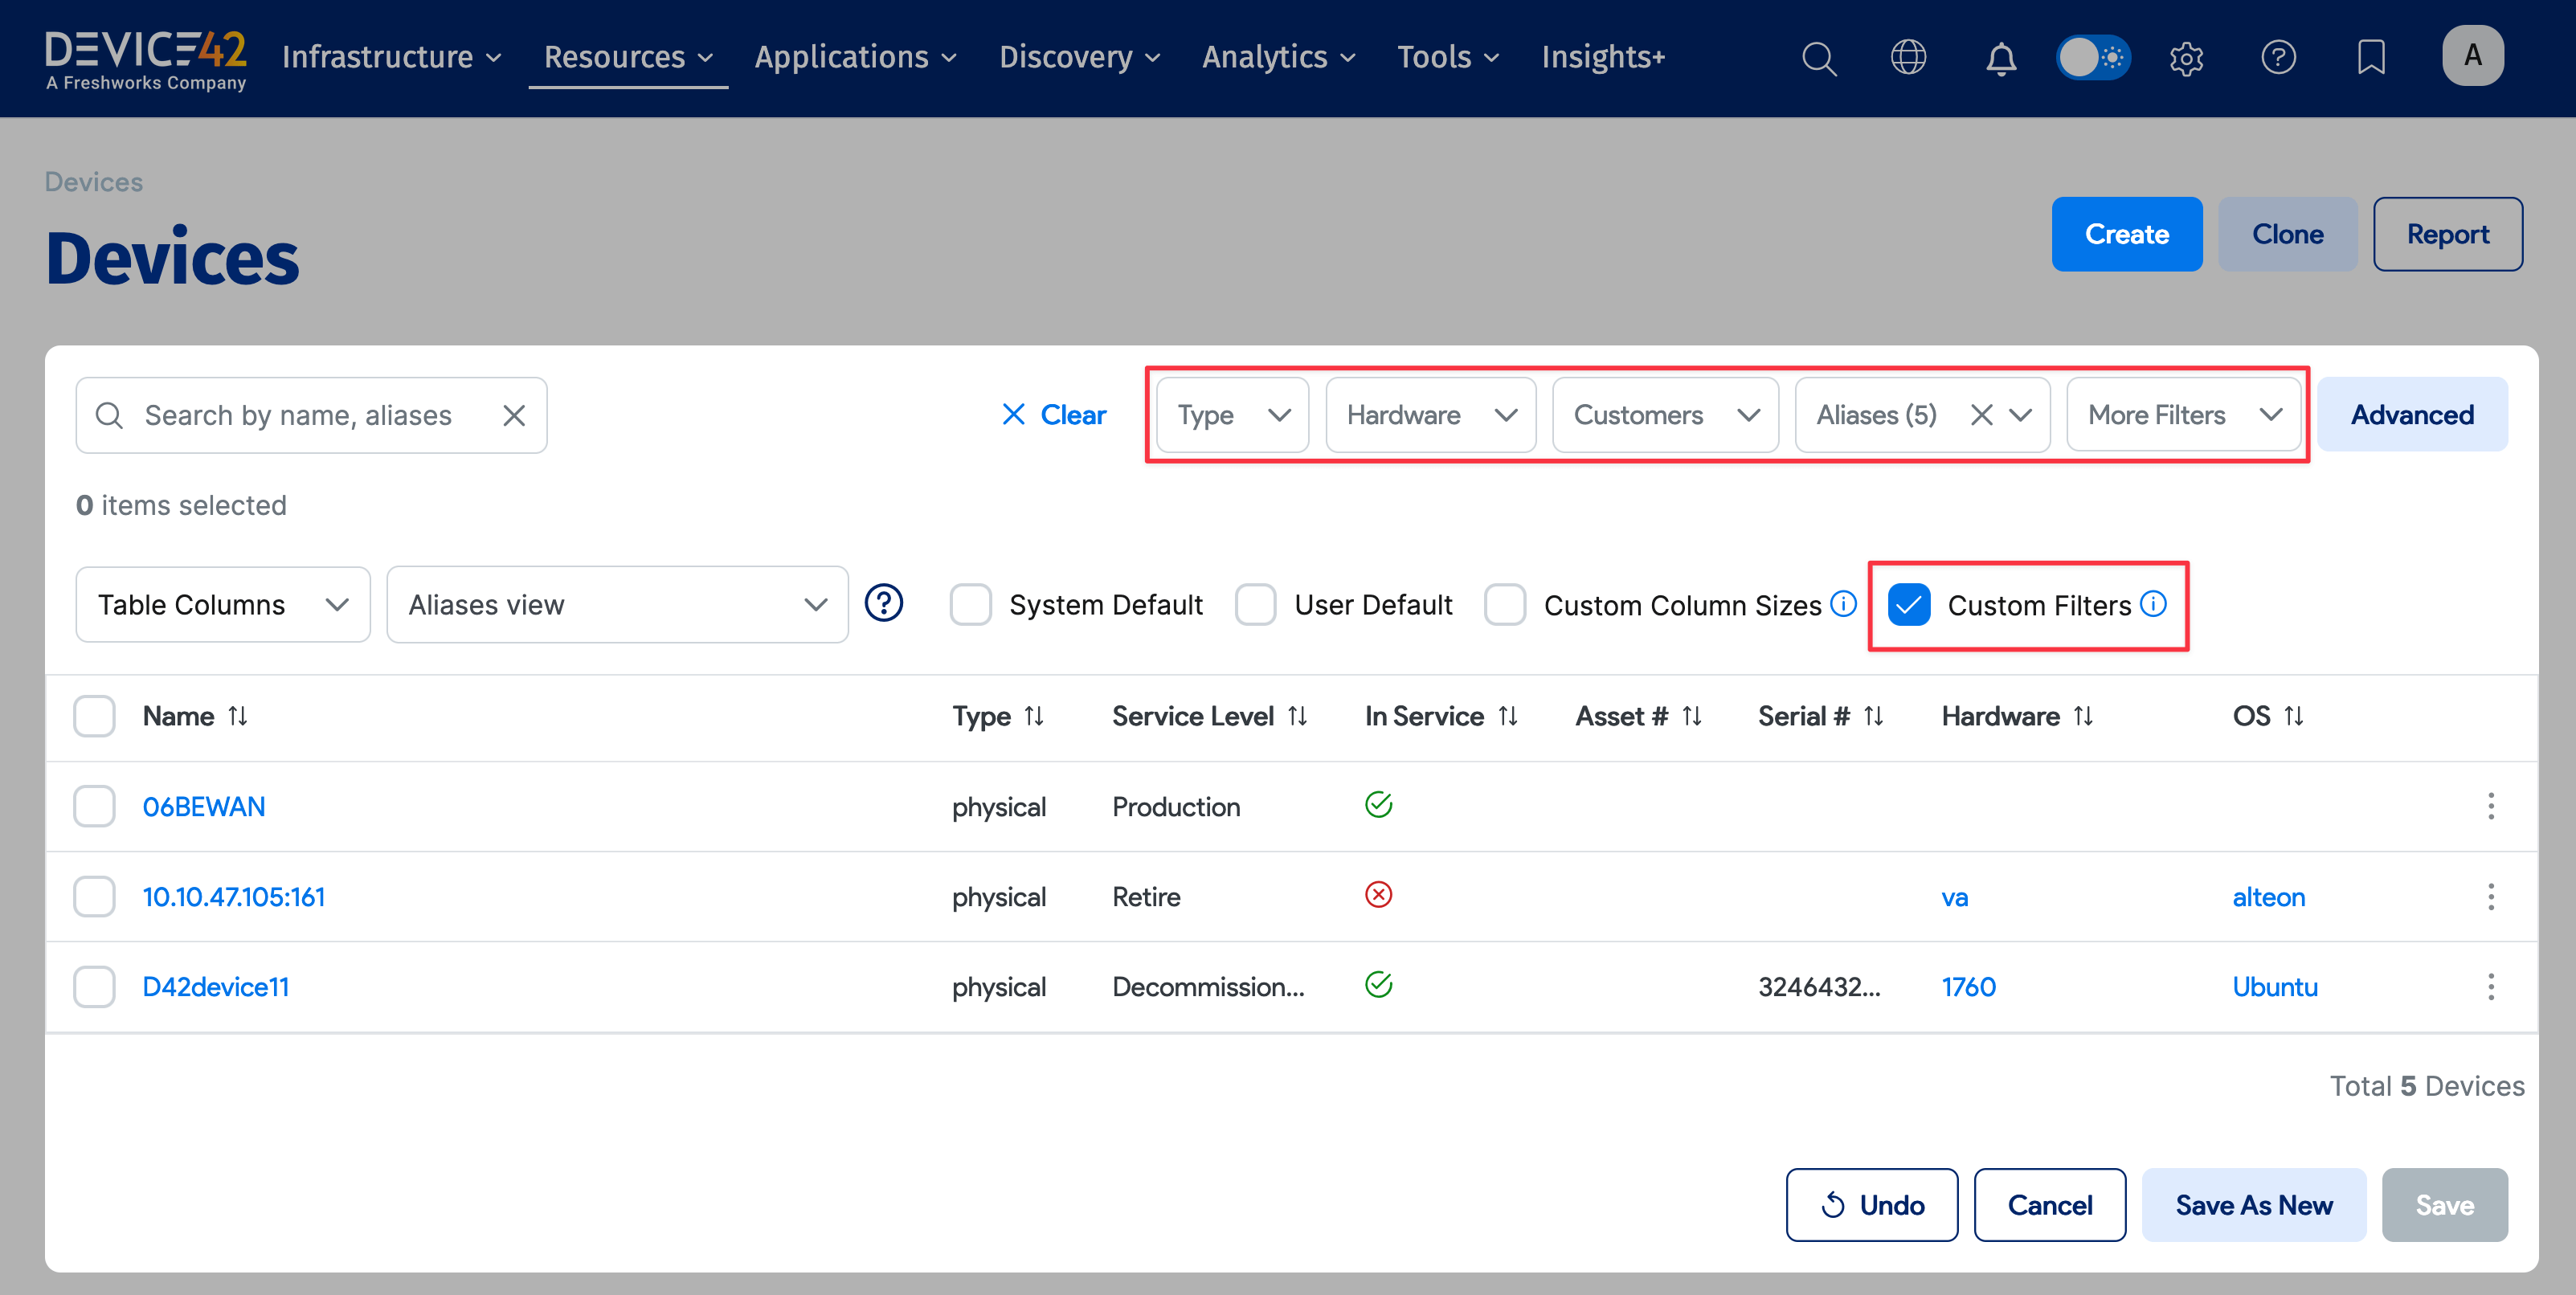 DEVICE42
A Freshworks Company
Infrastructure Resources Applications Discovery Analytics Tools Insights+ A
Devices
Devices
Create Clone Report
Search by name, aliases Clear Type Hardware Customers Aliases (5) More Filters Advanced
0 items selected
Table Columns Aliases view System Default User Default Custom Column Sizes Custom Filters
Name Type Service Level In Service Asset # Serial # Hardware OS
06BEWAN physical Production
10.10.47.105:161 physical Retire va alteon
D42device11 physical Decommission... 3246432... 1760 Ubuntu
Total 5 Devices
Undo Cancel Save As New Save